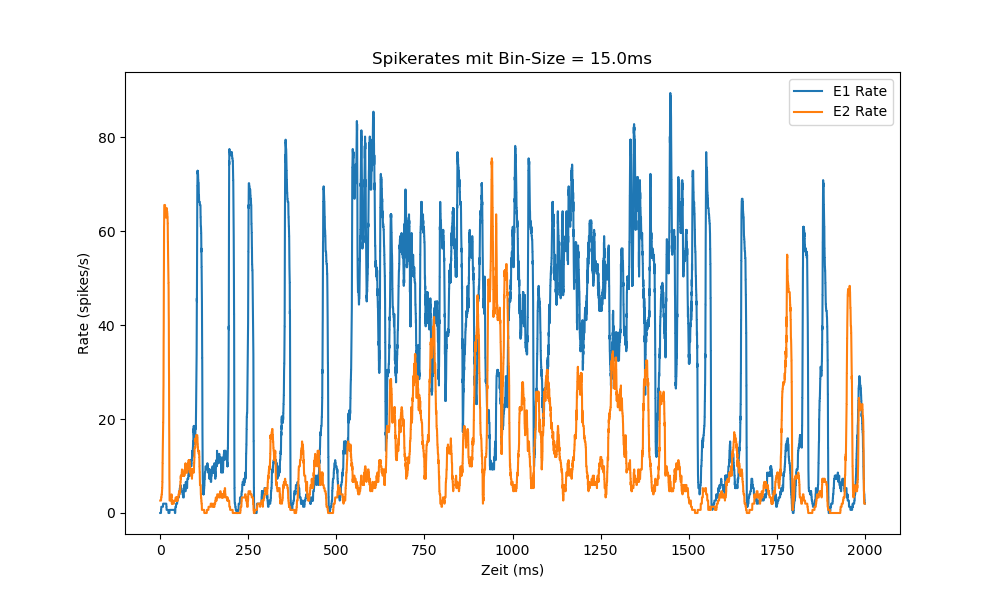 Spikerates mit Bin-Size = 15.0ms
E1 Rate
E2 Rate
Rate (spikes/s)
80
60
40
20
0
0 250 500 750 1000 1250 1500 1750 2000
Zeit (ms)